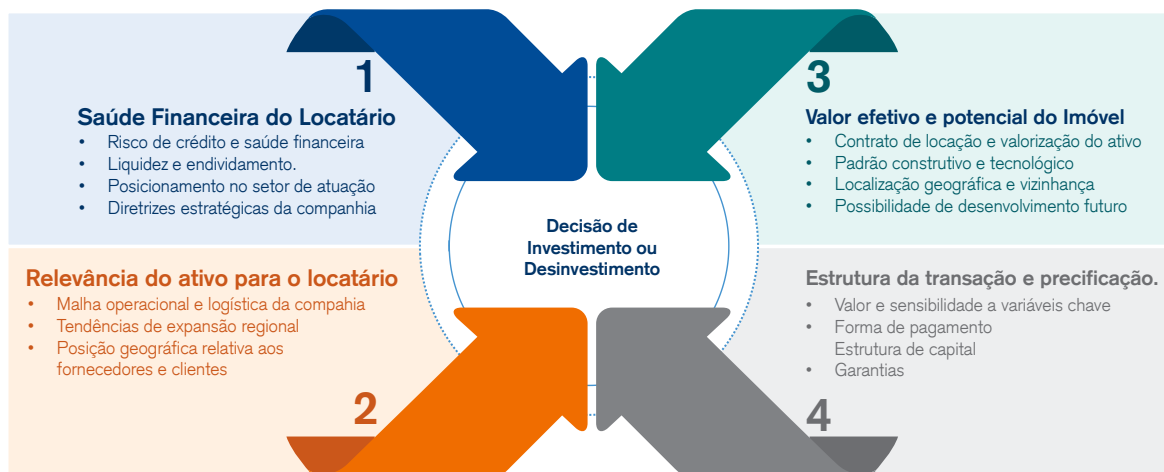 1
Saúde Financeira do Locatário
• Risco de crédito e saúde financeira
• Liquidez e endividamento.
• Posicionamento no setor de atuação
• Diretrizes estratégicas da companhia
Relevância do ativo para o locatário
• Malha operacional e logística da compahia
• Tendências de expansão regional
• Posição geográfica relativa aos
fornecedores e clientes
2
Decisão de
Investimento ou
Desinvestimento
3
Valor efetivo e potencial do Imóvel
• Contrato de locação e valorização do ativo
• Padrão construtivo e tecnológico
• Localização geográfica e vizinhança
• Possibilidade de desenvolvimento futuro
Estrutura da transação e precificação.
• Valor e sensibilidade a variáveis chave
• Forma de pagamento
Estrutura de capital
• Garantias
4